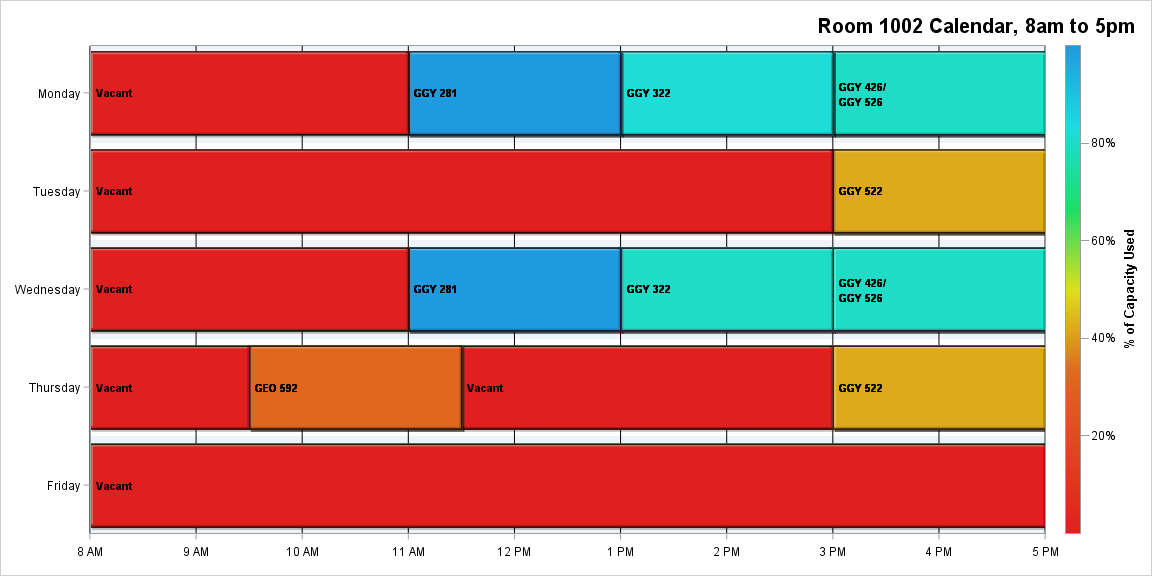 Room 1002 Calendar, 8am to 5pm
Monday
Vacant
GGY 281
GGY 322
GGY 426/
GGY 526
Tuesday
Vacant
GGY 522
Wednesday
Vacant
GGY 281
GGY 322
GGY 426/
GGY 526
Thursday
Vacant
GEO 592
Vacant
GGY 522
Friday
Vacant
8 AM
9 AM
10 AM
11 AM
12 PM
1 PM
2 PM
3 PM
4 PM
5 PM
80%
60%
40%
20%
% of Capacity Used